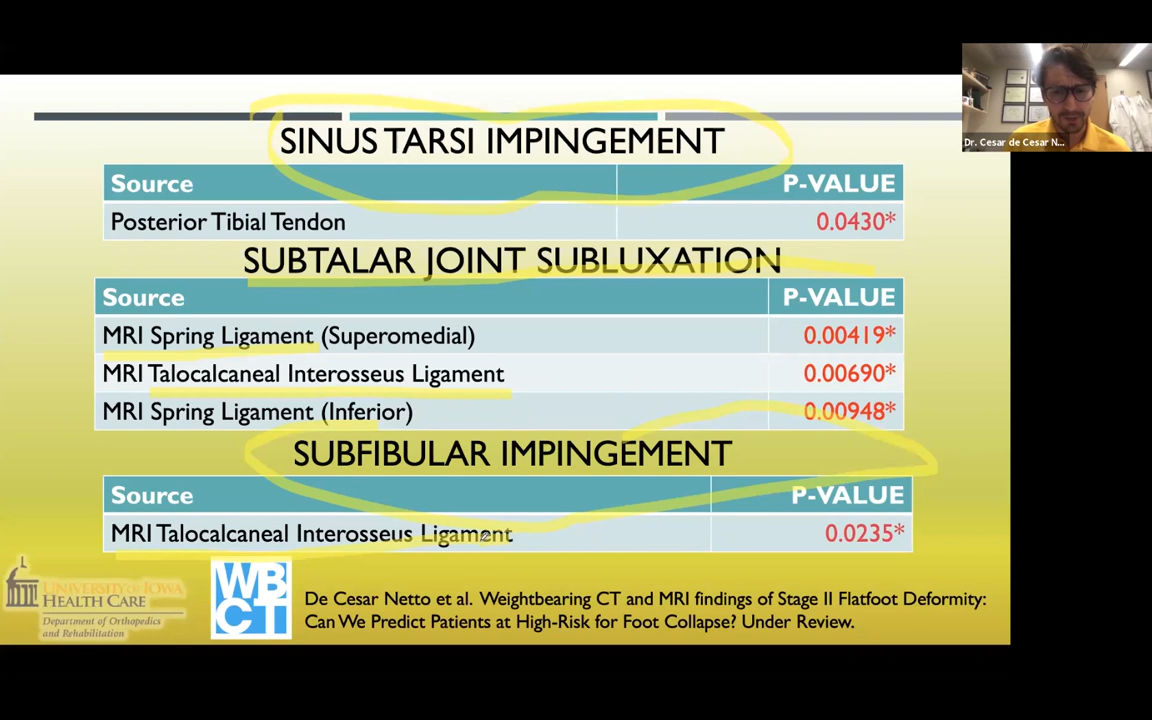 Dr. Cesar de Cesar N...
SINUS TARSI IMPINGEMENT
Source P-VALUE
Posterior Tibial Tendon 0.0430*
SUBTALAR JOINT SUBLUXATION
Source P-VALUE
MRI Spring Ligament (Superomedial) 0.00419*
MRI Talocalcaneal Interosseus Ligament 0.00690*
MRI Spring Ligament (Inferior) 0.00948*
SUBFIBULAR IMPINGEMENT
Source P-VALUE
MRI Talocalcaneal Interosseus Ligament 0.0235*
UNIVERSITY OF IOWA
HEALTH CARE
Department of Orthopedics
and Rehabilitation
WB
CT
De Cesar Netto et al. Weightbearing CT and MRI findings of Stage II Flatfoot Deformity:
Can We Predict Patients at High-Risk for Foot Collapse? Under Review.